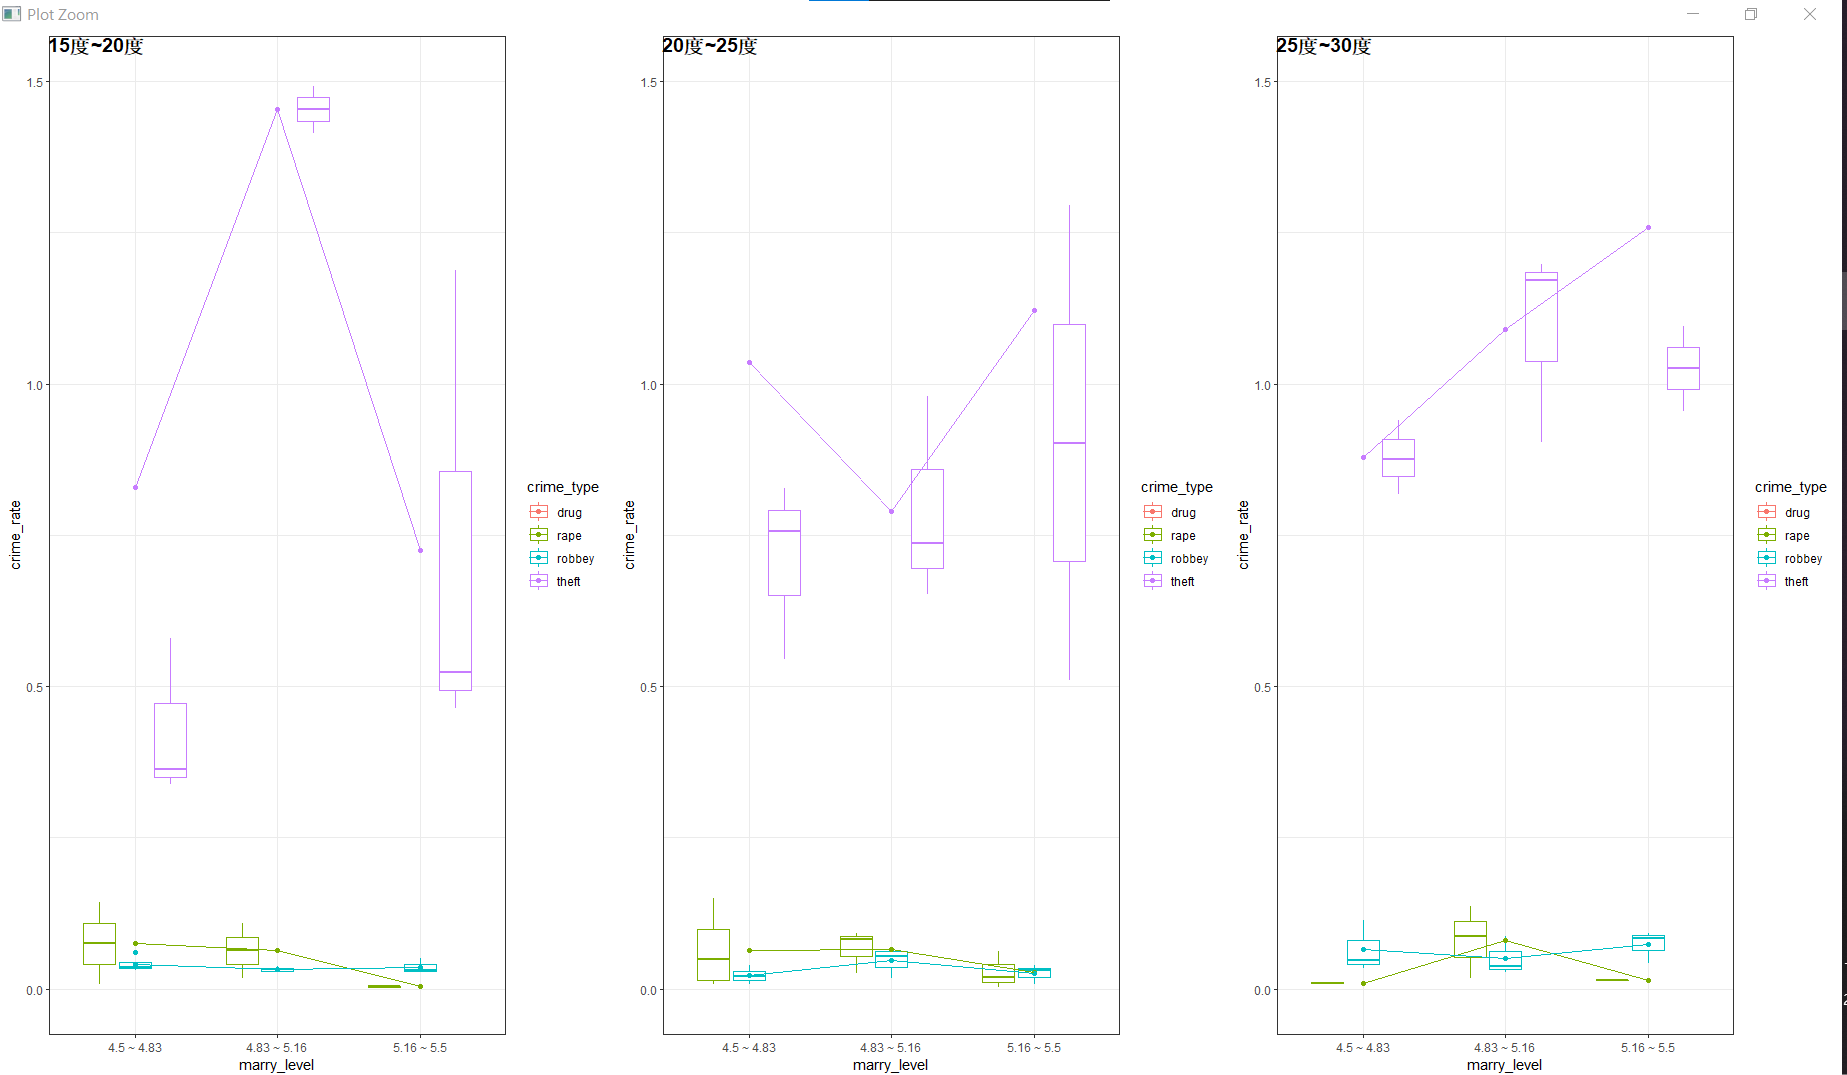 Plot Zoom
15度~20度
1.5
1.0
0.5
0.0
crime_rate
4.5 ~ 4.83
4.83 ~ 5.16
5.16 ~ 5.5
marry_level
crime_type
drug
rape
robbey
theft
20度~25度
1.5
1.0
0.5
0.0
crime_rate
4.5 ~ 4.83
4.83 ~ 5.16
5.16 ~ 5.5
marry_level
crime_type
drug
rape
robbey
theft
25度~30度
1.5
1.0
0.5
0.0
crime_rate
4.5 ~ 4.83
4.83 ~ 5.16
5.16 ~ 5.5
marry_level
crime_type
drug
rape
robbey
theft